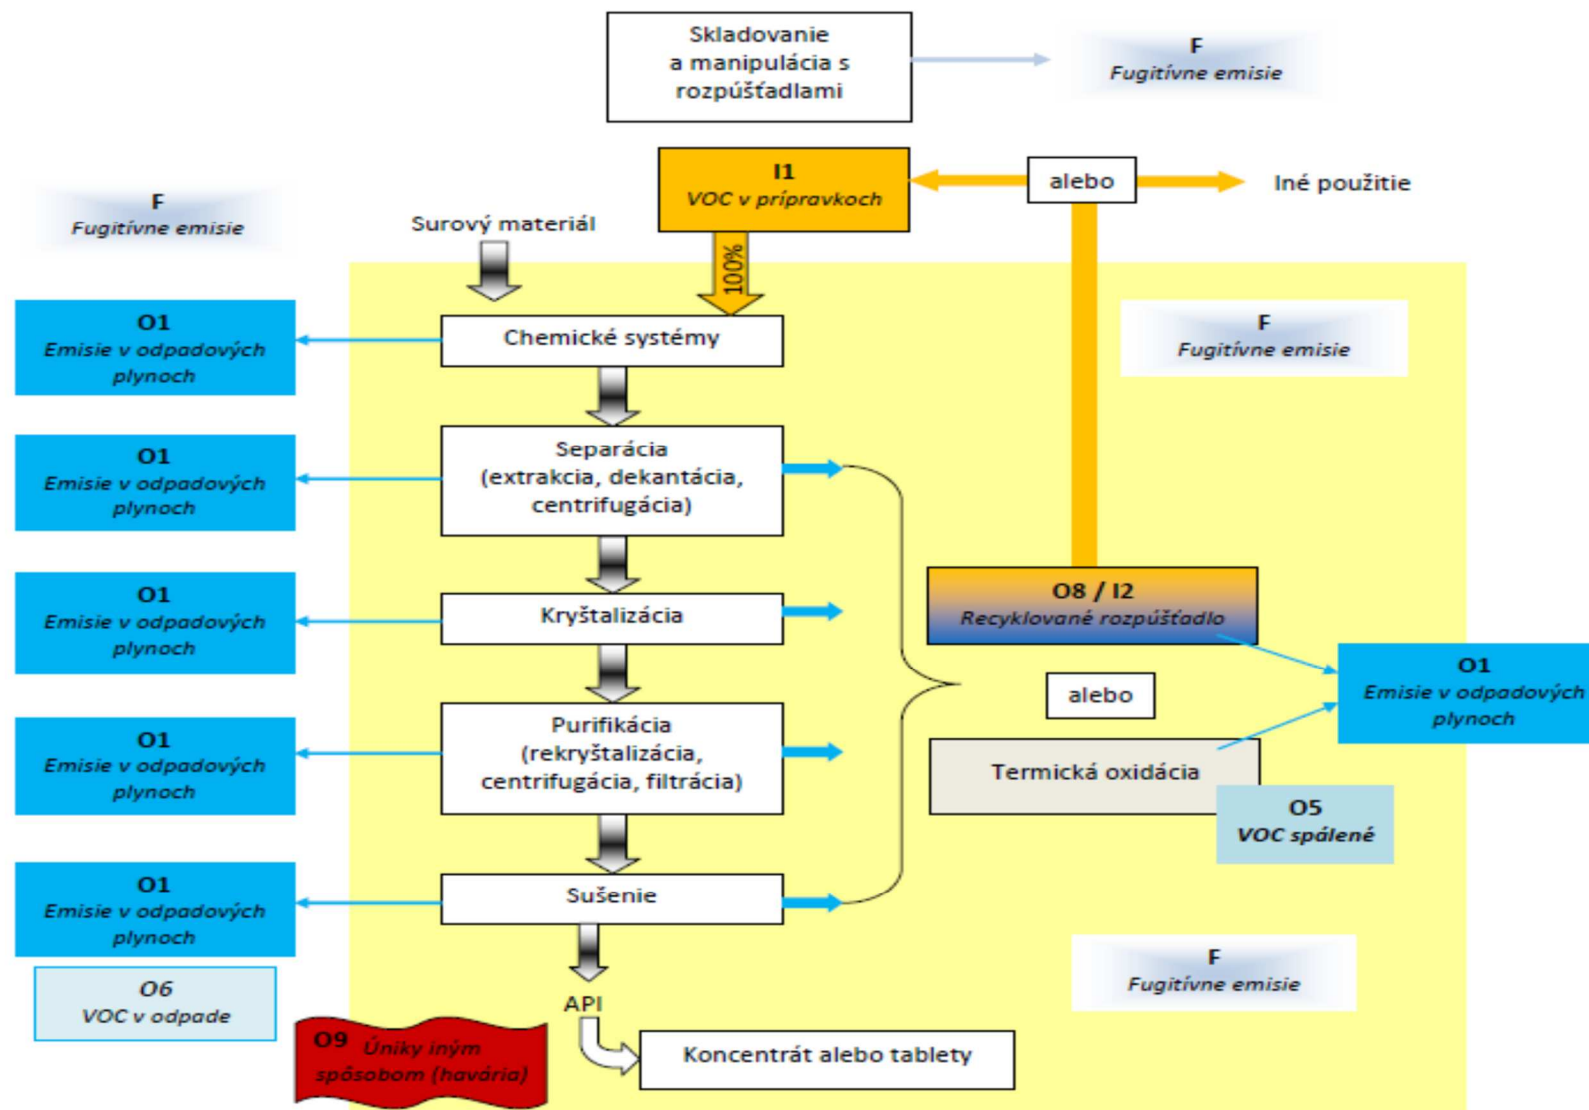 Skladovanie
a manipulácia s
rozpúšťadlami
F
Fugitívne emisie
I1
VOC v prípravkoch
alebo
Iné použitie
F
Fugitívne emisie
Surový materiál
100%
O1
Emisie v odpadových
plynoch
Chemické systémy
F
Fugitívne emisie
O1
Emisie v odpadových
plynoch
Separácia
(extrakcia, dekantácia,
centrifugácia)
O1
Emisie v odpadových
plynoch
Kryštalizácia
O8 / I2
Recyklované rozpúšťadlo
alebo
O1
Emisie v odpadových
plynoch
O1
Emisie v odpadových
plynoch
Purifikácia
(rekryštalizácia,
centrifugácia, filtrácia)
Termická oxidácia
O5
VOC spálené
O1
Emisie v odpadových
plynoch
Sušenie
F
Fugitívne emisie
O6
VOC v odpade
API
O9 Úniky iným
spôsobom (havária)
Koncentrát alebo tablety